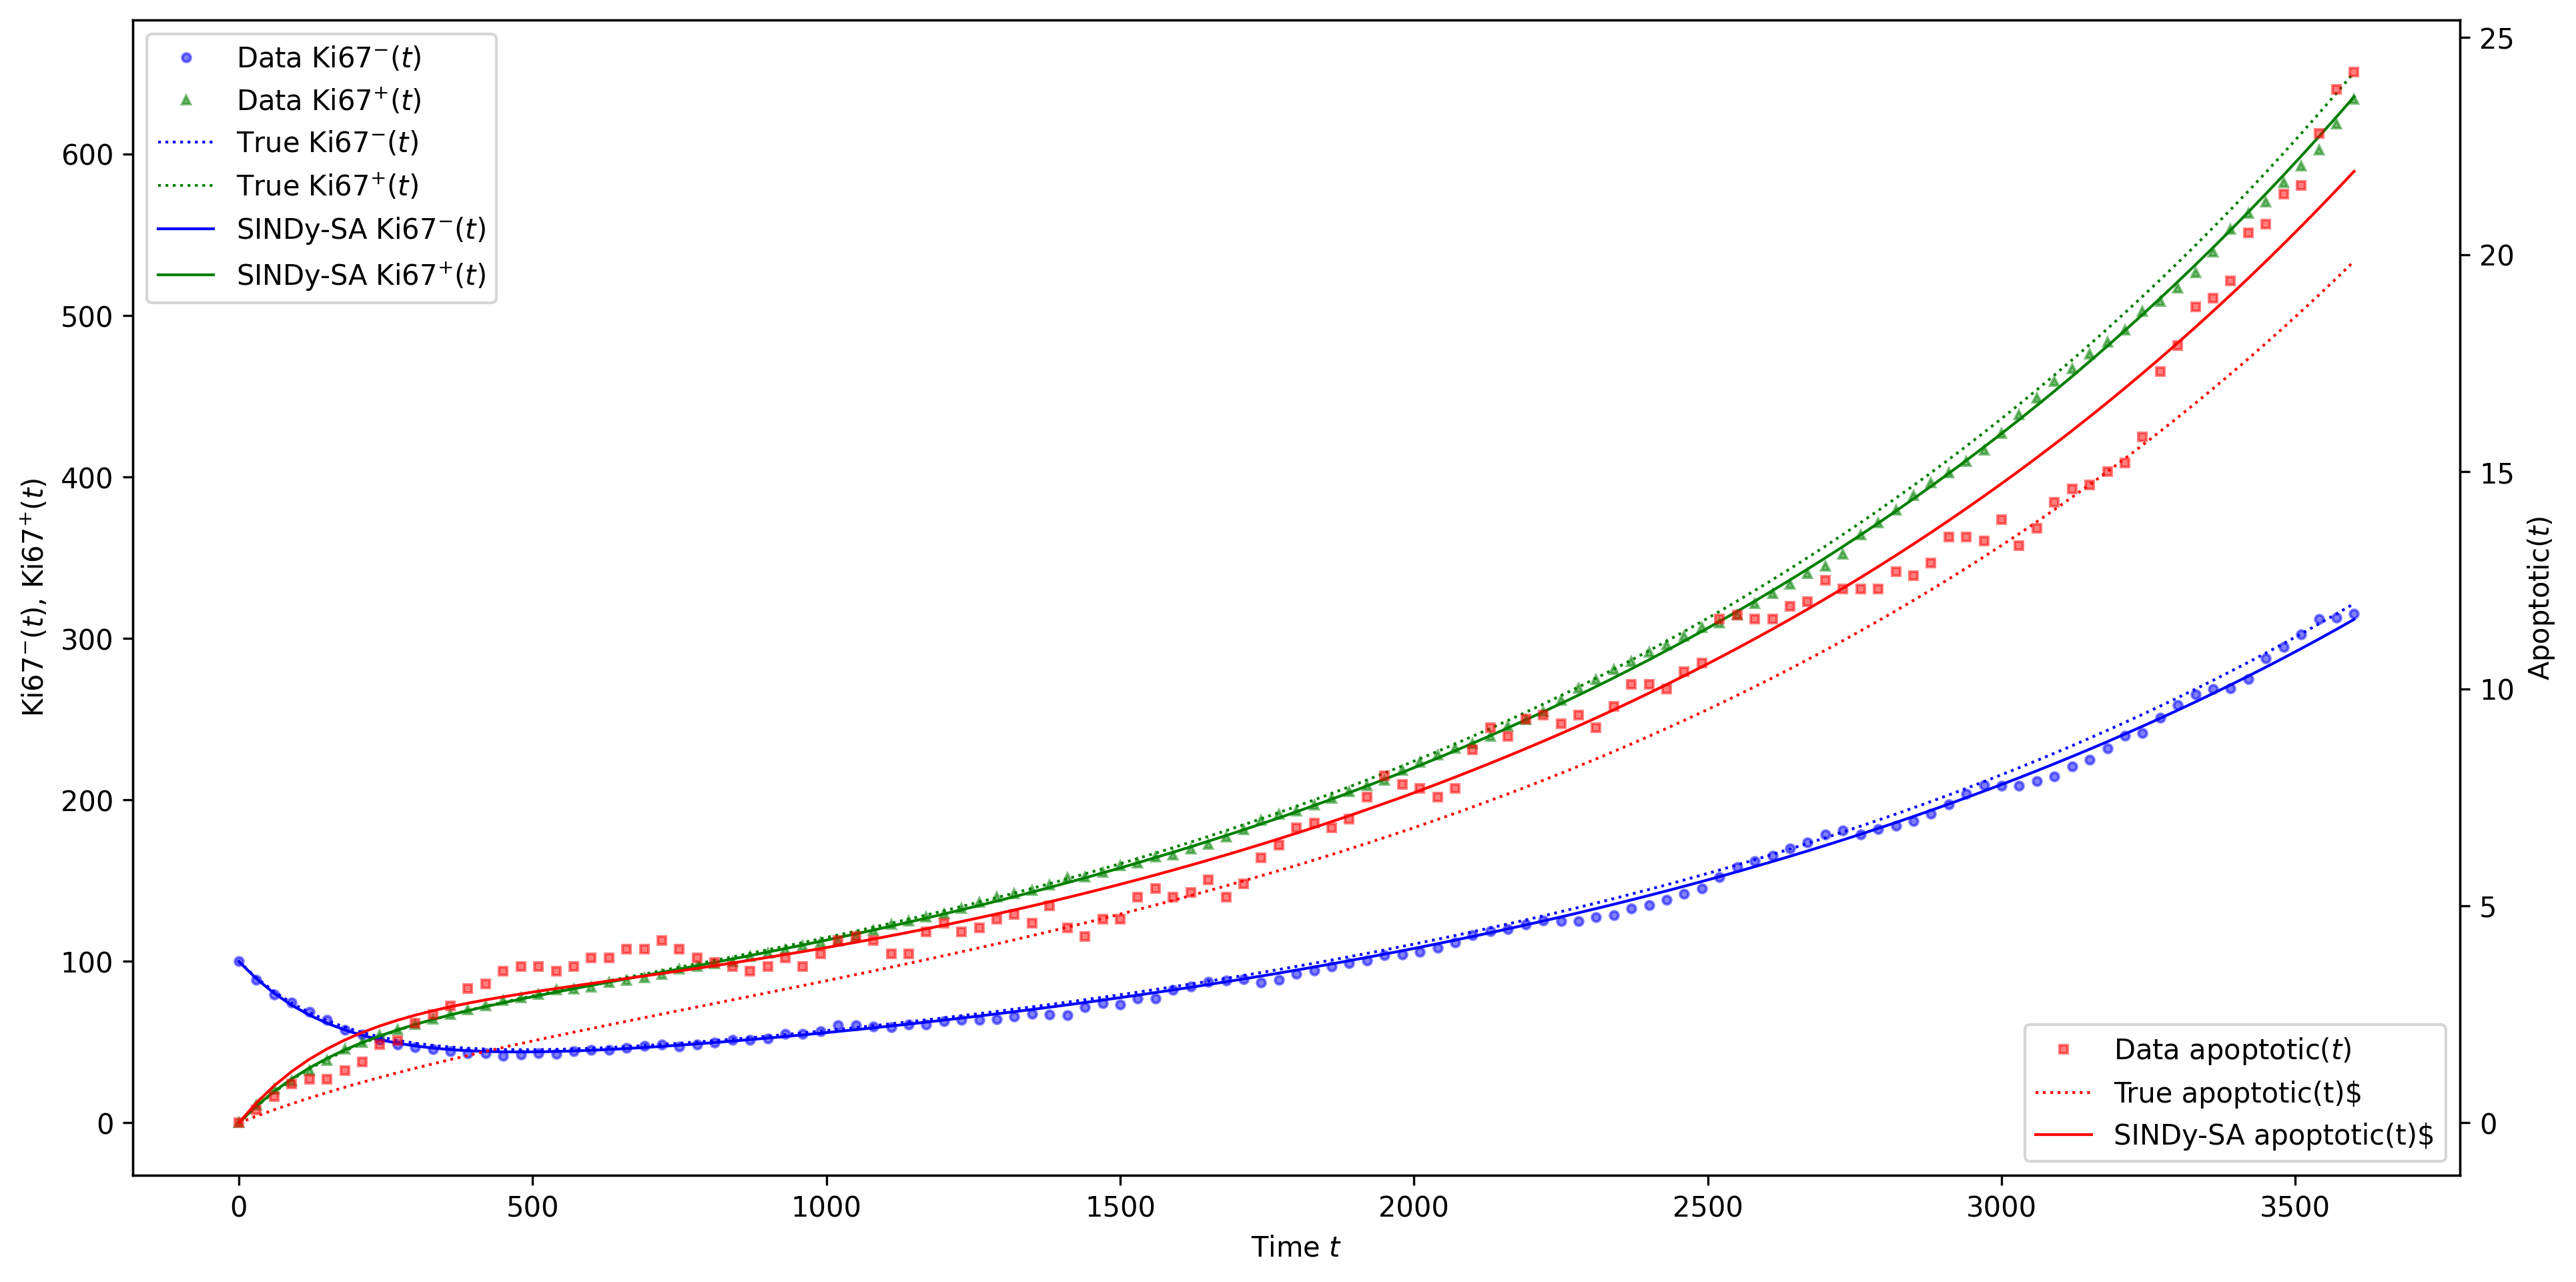 Data Ki67⁻(t)
Data Ki67⁺(t)
True Ki67⁻(t)
True Ki67⁺(t)
SINDy-SA Ki67⁻(t)
SINDy-SA Ki67⁺(t)
Ki67⁻(t), Ki67⁺(t)
600
500
400
300
200
100
0
25
20
15
10
5
0
Apoptotic(t)
Data apoptotic(t)
True apoptotic(t)$
SINDy-SA apoptotic(t)$
0 500 1000 1500 2000 2500 3000 3500
Time t